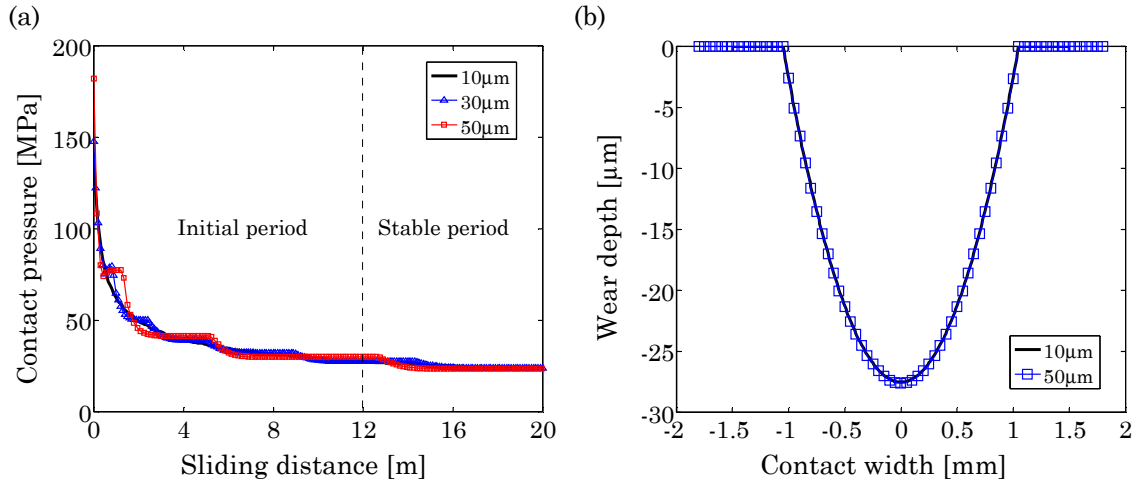 (a)
200
150
100
50
0
Contact pressure [MPa]
10μm
30μm
50μm
Initial period
Stable period
0 4 8 12 16 20
Sliding distance [m]
(b)
0
-5
-10
-15
-20
-25
-30
Wear depth [μm]
10μm
50μm
-2 -1.5 -1 -0.5 0 0.5 1 1.5 2
Contact width [mm]